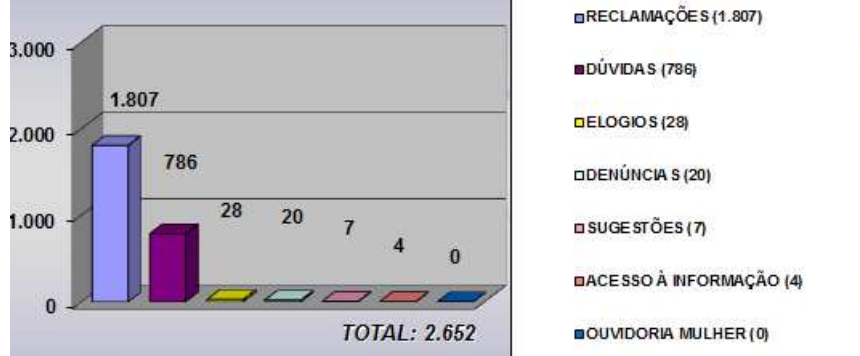 3.000
2.000
1.000
0
1.807
786
28
20
7
4
0
TOTAL: 2.652
RECLAMAÇÕES (1.807)
DÚVIDAS (786)
ELOGIOS (28)
DENÚNCIAS (20)
SUGESTÕES (7)
ACESSO À INFORMAÇÃO (4)
OUVIDORIA MULHER (0)